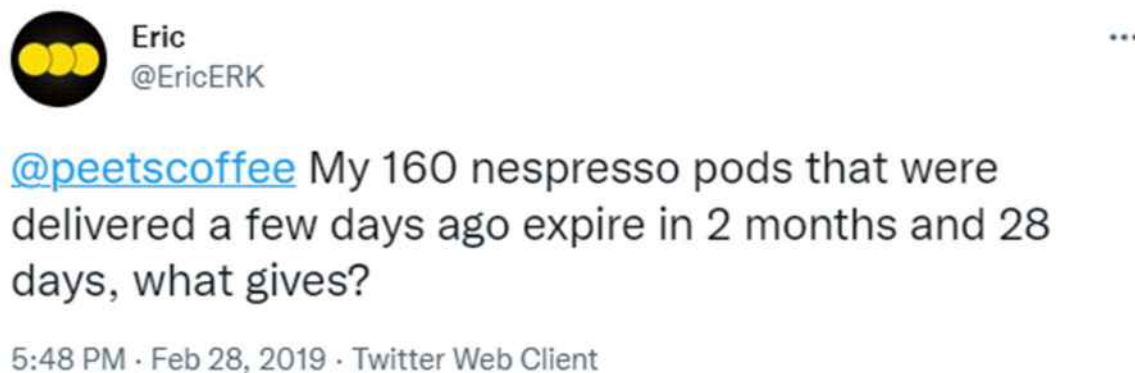 Eric
@EricERK
@peetscoffee My 160 nespresso pods that were
delivered a few days ago expire in 2 months and 28
days, what gives?
5:48 PM · Feb 28, 2019 · Twitter Web Client